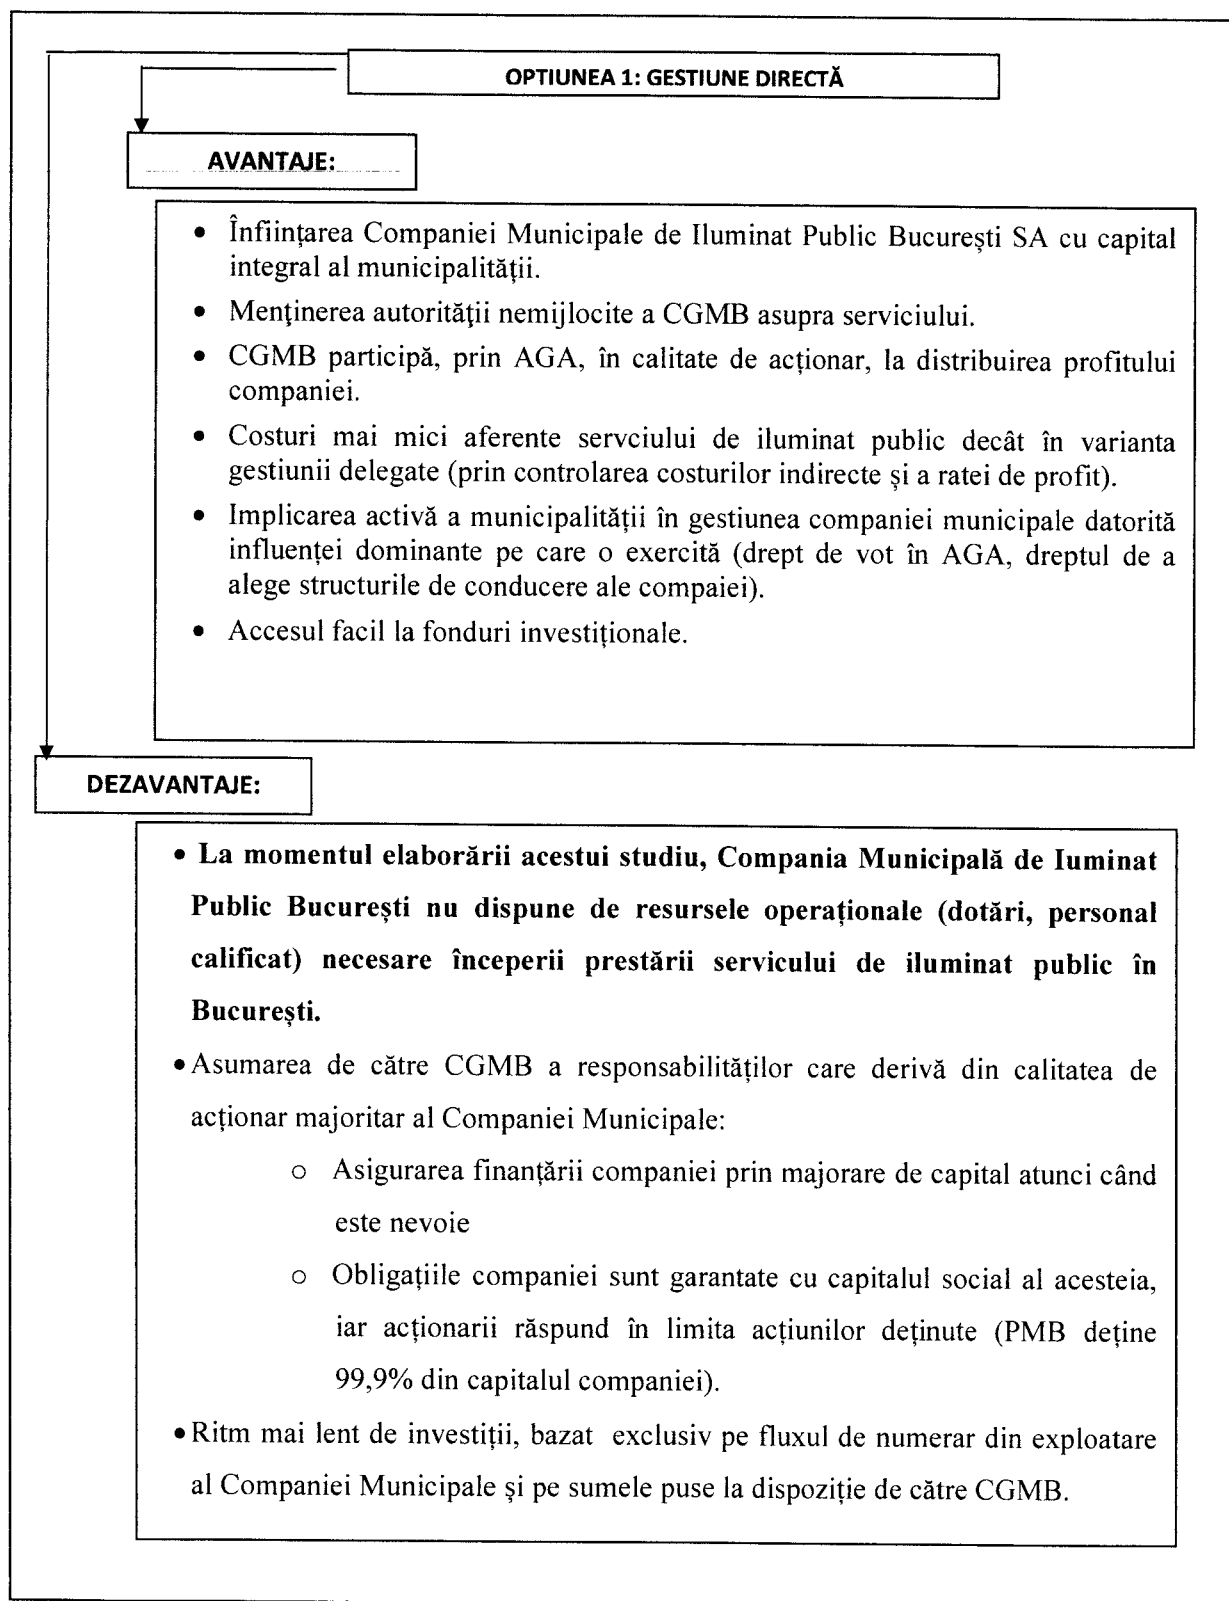 OPTIUNEA 1: GESTIUNE DIRECTĂ
AVANTAJE:
• Înființarea Companiei Municipale de Iluminat Public București SA cu capital
integral al municipalității.
• Menținerea autorității nemijlocite a CGMB asupra serviciului.
• CGMB participă, prin AGA, în calitate de acționar, la distribuirea profitului
companiei.
• Costuri mai mici aferente servciului de iluminat public decât în varianta
gestiunii delegate (prin controlarea costurilor indirecte și a ratei de profit).
• Implicarea activă a municipalității în gestiunea companiei municipale datorită
influenței dominante pe care o exercită (drept de vot în AGA, dreptul de a
alege structurile de conducere ale compaiei).
• Accesul facil la fonduri investiționale.
DEZAVANTAJE:
• La momentul elaborării acestui studiu, Compania Municipală de Iuminat
Public București nu dispune de resursele operaționale (dotări, personal
calificat) necesare începerii prestării servicului de iluminat public în
București.
• Asumarea de către CGMB a responsabilităților care derivă din calitatea de
acționar majoritar al Companiei Municipale:
o Asigurarea finanțării companiei prin majorare de capital atunci când
este nevoie
o Obligațiile companiei sunt garantate cu capitalul social al acesteia,
iar acționarii răspund în limita acțiunilor deținute (PMB deține
99,9% din capitalul companiei).
• Ritm mai lent de investiții, bazat exclusiv pe fluxul de numerar din exploatare
al Companiei Municipale și pe sumele puse la dispoziție de către CGMB.